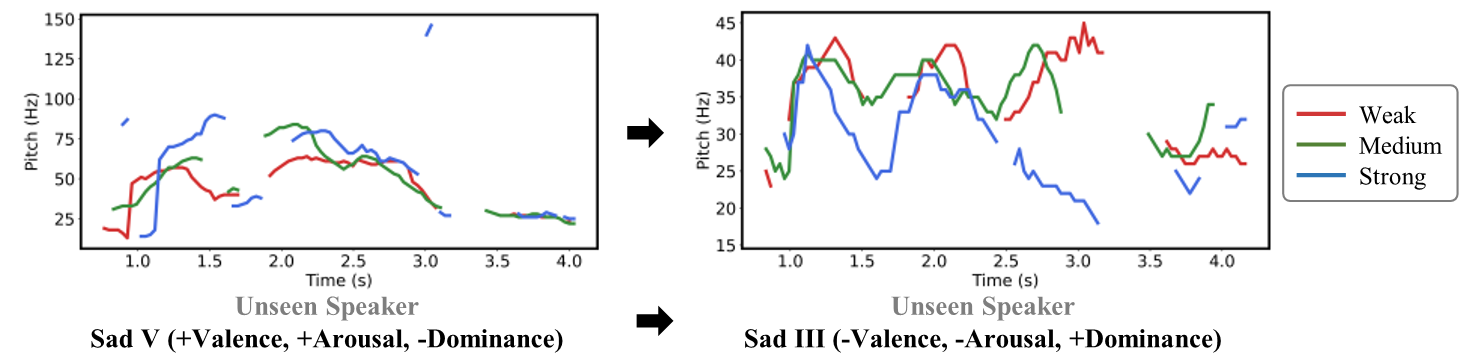 150
125
100
75
50
25
Pitch (Hz)
1.0 1.5 2.0 2.5 3.0 3.5 4.0
Time (s)
Unseen Speaker
Sad V (+Valence, +Arousal, -Dominance)
45
40
35
30
25
20
15
Pitch (Hz)
1.0 1.5 2.0 2.5 3.0 3.5 4.0
Time (s)
Unseen Speaker
Sad III (-Valence, -Arousal, +Dominance)
Weak
Medium
Strong